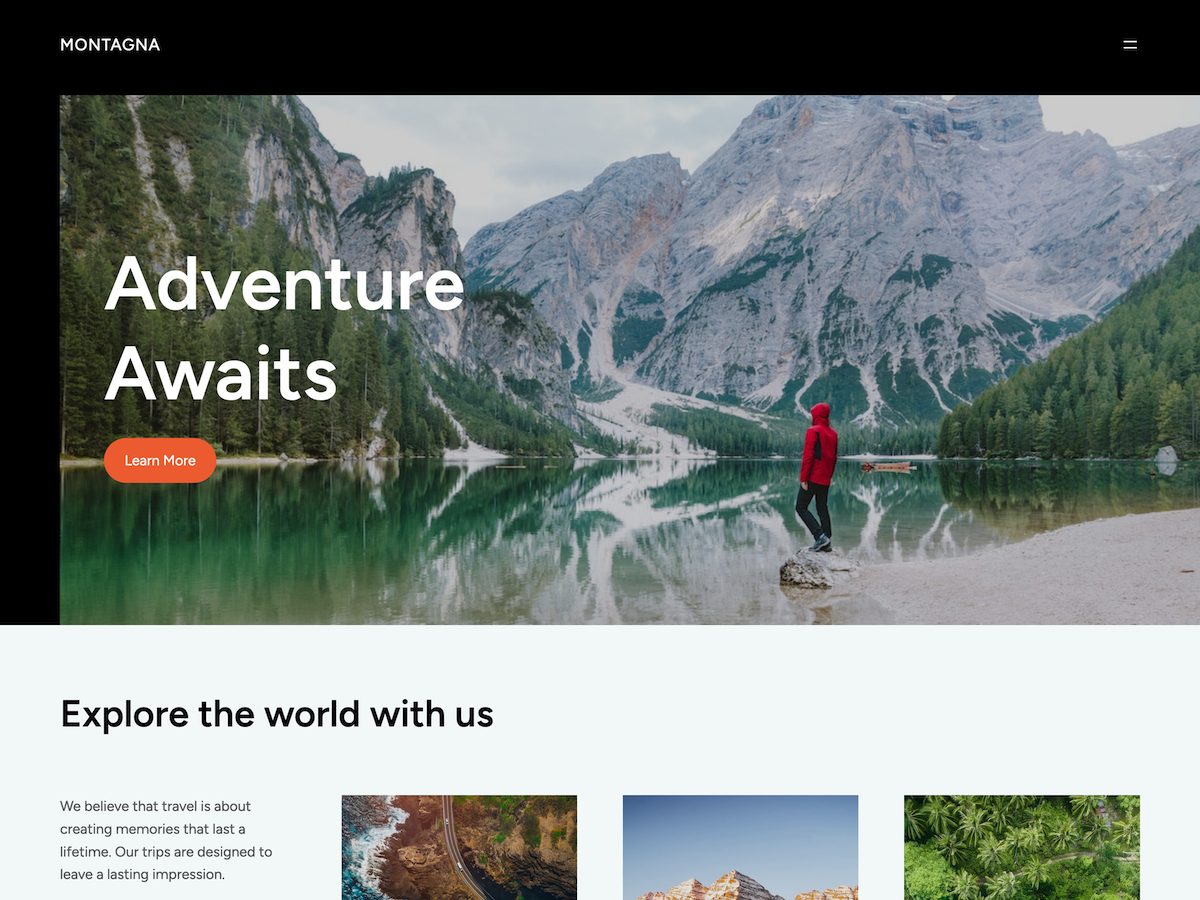 MONTAGNA
Adventure
Awaits
Learn More
Explore the world with us
We believe that travel is about
creating memories that last a
lifetime. Our trips are designed to
leave a lasting impression.